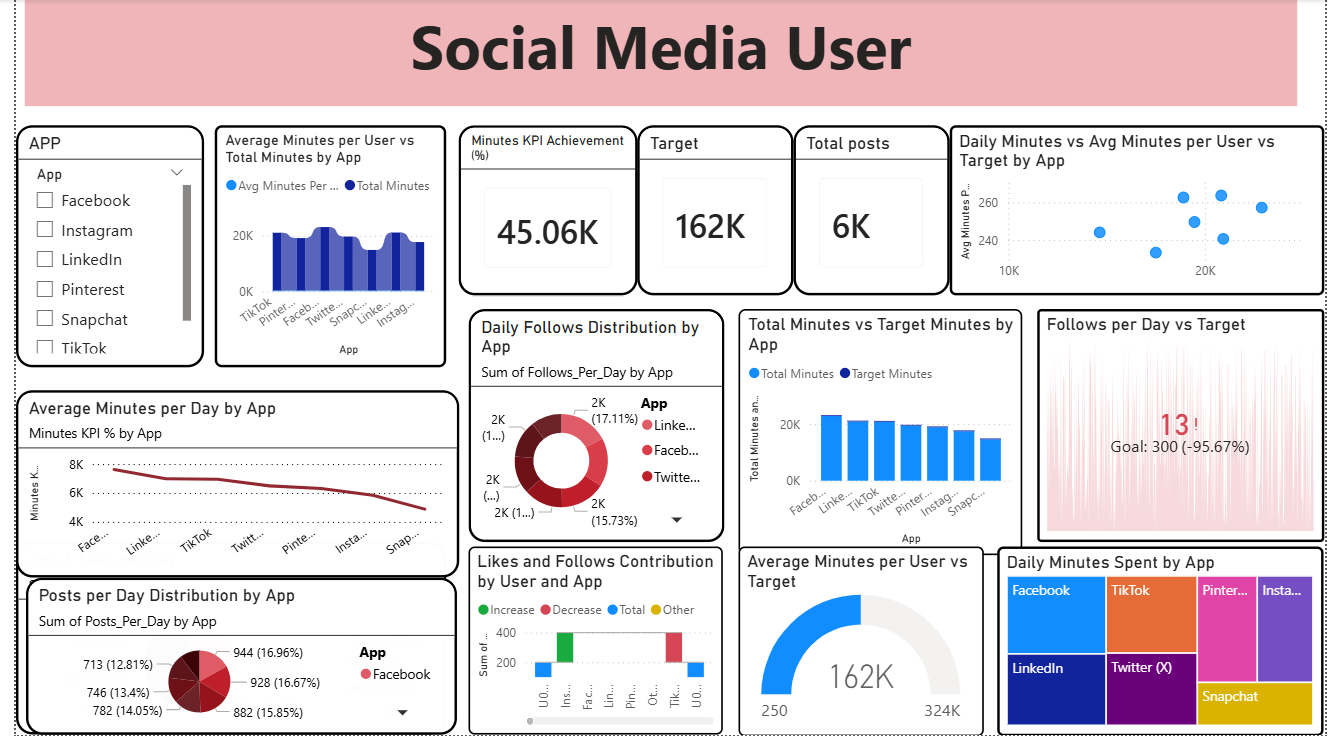 Social Media User
APP
App
Facebook
Instagram
LinkedIn
Pinterest
Snapchat
TikTok
Average Minutes per User vs
Total Minutes by App
Avg Minutes Per ... Total Minutes
20K
0K
TikTok
Pinter...
Faceb...
Twitte...
Snapc...
Linke...
Instag...
App
Minutes KPI Achievement
(%)
45.06K
Target
162K
Total posts
6K
Daily Minutes vs Avg Minutes per User vs
Target by App
Avg Minutes P...
260
240
10K 20K
Average Minutes per Day by App
Minutes KPI % by App
Minutes K...
8K
6K
4K
Face...
Linke...
TikTok
Twitt...
Pinte...
Insta...
Snap...
Daily Follows Distribution by
App
Sum of Follows_Per_Day by App
2K
(17.11%)
2K
(15.73%)
2K (1...)
2K
(...)
2K
(1...)
App
Linke...
Faceb...
Twitte...
Total Minutes vs Target Minutes by
App
Total Minutes Target Minutes
Total Minutes an...
20K
0K
Faceb...
Linke...
TikTok
Twitte...
Pinter...
Instag...
Snapc...
App
Follows per Day vs Target
13!
Goal: 300 (-95.67%)
Posts per Day Distribution by App
Sum of Posts_Per_Day by App
944 (16.96%)
928 (16.67%)
882 (15.85%)
782 (14.05%)
746 (13.4%)
713 (12.81%)
App
Facebook
Likes and Follows Contribution
by User and App
Increase Decrease Total Other
Sum of ...
400
200
U0...
Ins...
Fac...
Lin...
Pin...
Ot...
Tik...
U0...
Average Minutes per User vs
Target
162K
250 324K
Daily Minutes Spent by App
Facebook
LinkedIn
TikTok
Twitter (X)
Pinter...
Insta...
Snapchat